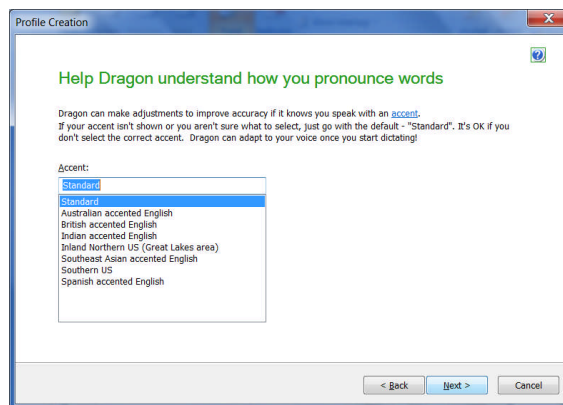 Profile Creation
Help Dragon understand how you pronounce words
Dragon can make adjustments to improve accuracy if it knows you speak with an accent.
If your accent isn't shown or you aren't sure what to select, just go with the default - "Standard". It's OK if you
don't select the correct accent. Dragon can adapt to your voice once you start dictating!
Accent:
Standard
Standard
Australian accented English
British accented English
Indian accented English
Inland Northern US (Great Lakes area)
Southeast Asian accented English
Southern US
Spanish accented English
< Back Next > Cancel